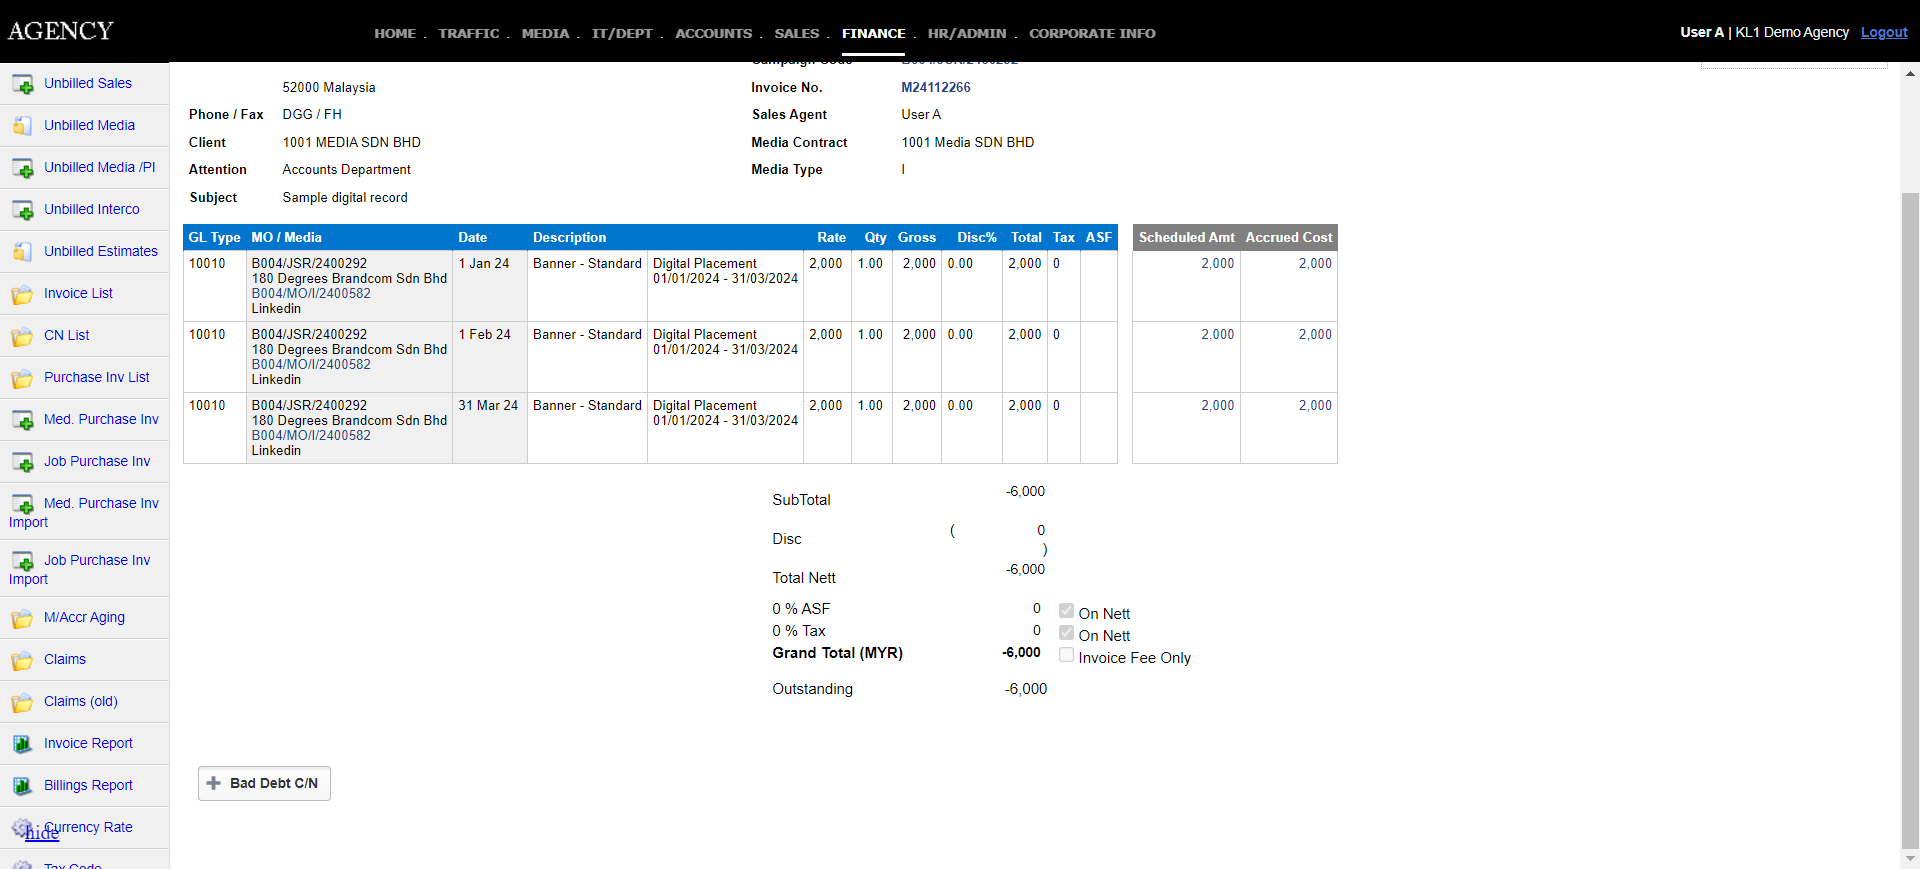 AGENCY
HOME . TRAFFIC . MEDIA . IT/DEPT . ACCOUNTS . SALES . FINANCE . HR/ADMIN . CORPORATE INFO
User A | KL1 Demo Agency Logout
Unbilled Sales
Unbilled Media
Unbilled Media /PI
Unbilled Interco
Unbilled Estimates
Invoice List
CN List
Purchase Inv List
Med. Purchase Inv
Job Purchase Inv
Med. Purchase Inv
Import
Job Purchase Inv
Import
M/Accr Aging
Claims
Claims (old)
Invoice Report
Billings Report
Currency Rate
hide
Tax Code
Campaign Code B004/JSR/2400292
52000 Malaysia
Invoice No. M24112266
Phone / Fax DGG / FH
Sales Agent User A
Client 1001 MEDIA SDN BHD
Media Contract 1001 Media SDN BHD
Attention Accounts Department
Media Type I
Subject Sample digital record
GL Type MO / Media Date Description Rate Qty Gross Disc% Total Tax ASF Scheduled Amt Accrued Cost
10010 B004/JSR/2400292 1 Jan 24 Banner - Standard Digital Placement 2,000 1.00 2,000 0.00 2,000 0 2,000 2,000
180 Degrees Brandcom Sdn Bhd 01/01/2024 - 31/03/2024
B004/MO/I/2400582
Linkedin
10010 B004/JSR/2400292 1 Feb 24 Banner - Standard Digital Placement 2,000 1.00 2,000 0.00 2,000 0 2,000 2,000
180 Degrees Brandcom Sdn Bhd 01/01/2024 - 31/03/2024
B004/MO/I/2400582
Linkedin
10010 B004/JSR/2400292 31 Mar 24 Banner - Standard Digital Placement 2,000 1.00 2,000 0.00 2,000 0 2,000 2,000
180 Degrees Brandcom Sdn Bhd 01/01/2024 - 31/03/2024
B004/MO/I/2400582
Linkedin
SubTotal -6,000
Disc ( 0
)
Total Nett -6,000
0 % ASF 0 On Nett
0 % Tax 0 On Nett
Grand Total (MYR) -6,000 Invoice Fee Only
Outstanding -6,000
Bad Debt C/N